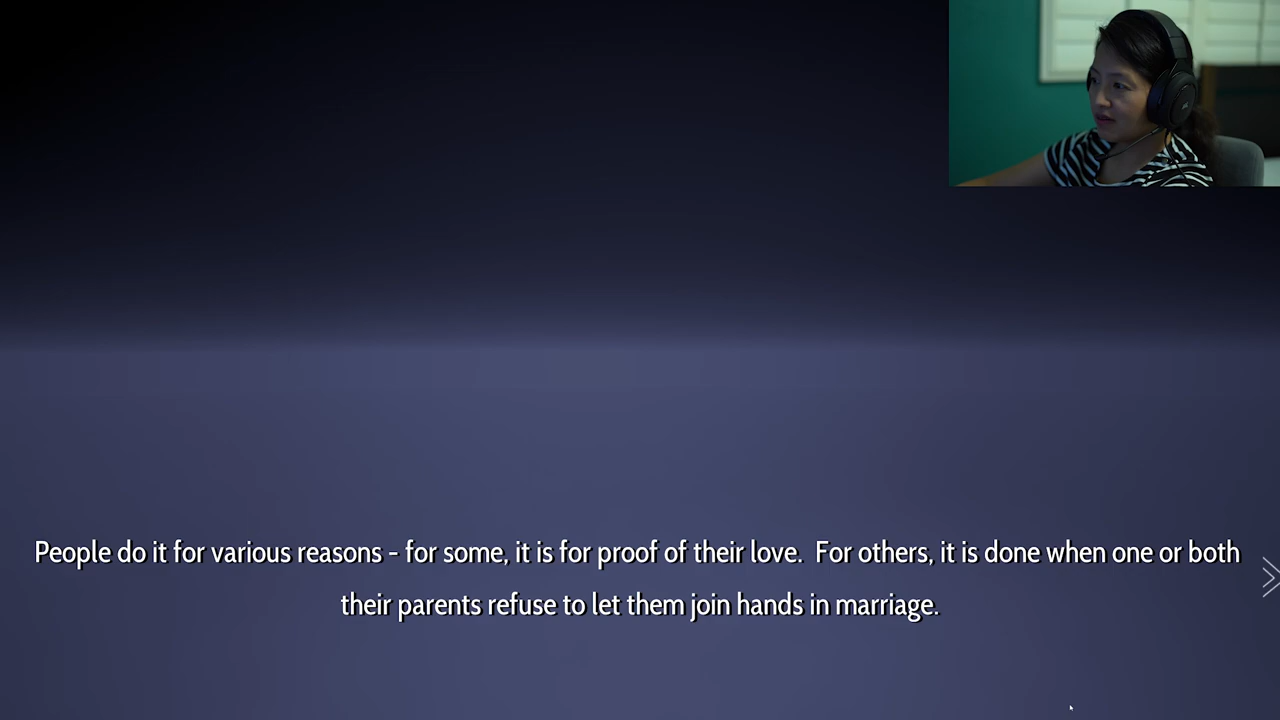 People do it for various reasons - for some, it is for proof of their love.  For others, it is done when one or both
their parents refuse to let them join hands in marriage.